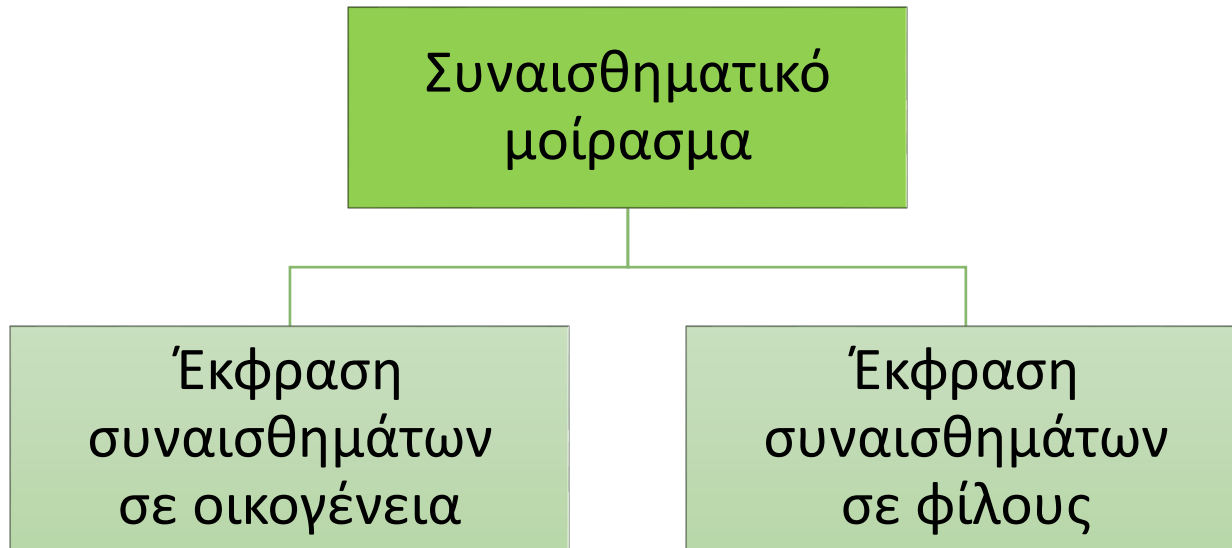 Συναισθηματικό
μοίρασμα
Έκφραση
συναισθημάτων
σε οικογένεια
Έκφραση
συναισθημάτων
σε φίλους